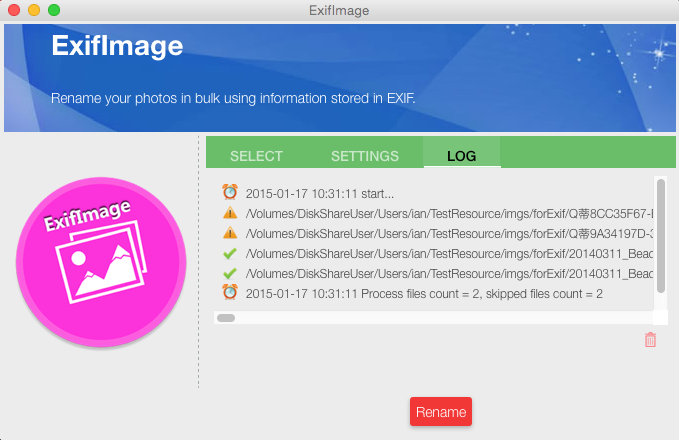 ExifImage
ExifImage
Rename your photos in bulk using information stored in EXIF.
SELECT SETTINGS LOG
ExifImage
2015-01-17 10:31:11 start...
/Volumes/DiskShareUser/Users/ian/TestResource/imgs/forExif/Q蒂8CC35F67-
/Volumes/DiskShareUser/Users/ian/TestResource/imgs/forExif/Q蒂9A34197D-
/Volumes/DiskShareUser/Users/ian/TestResource/imgs/forExif/20140311_Beac
/Volumes/DiskShareUser/Users/ian/TestResource/imgs/forExif/20140311_Beac
2015-01-17 10:31:11 Process files count = 2, skipped files count = 2
Rename